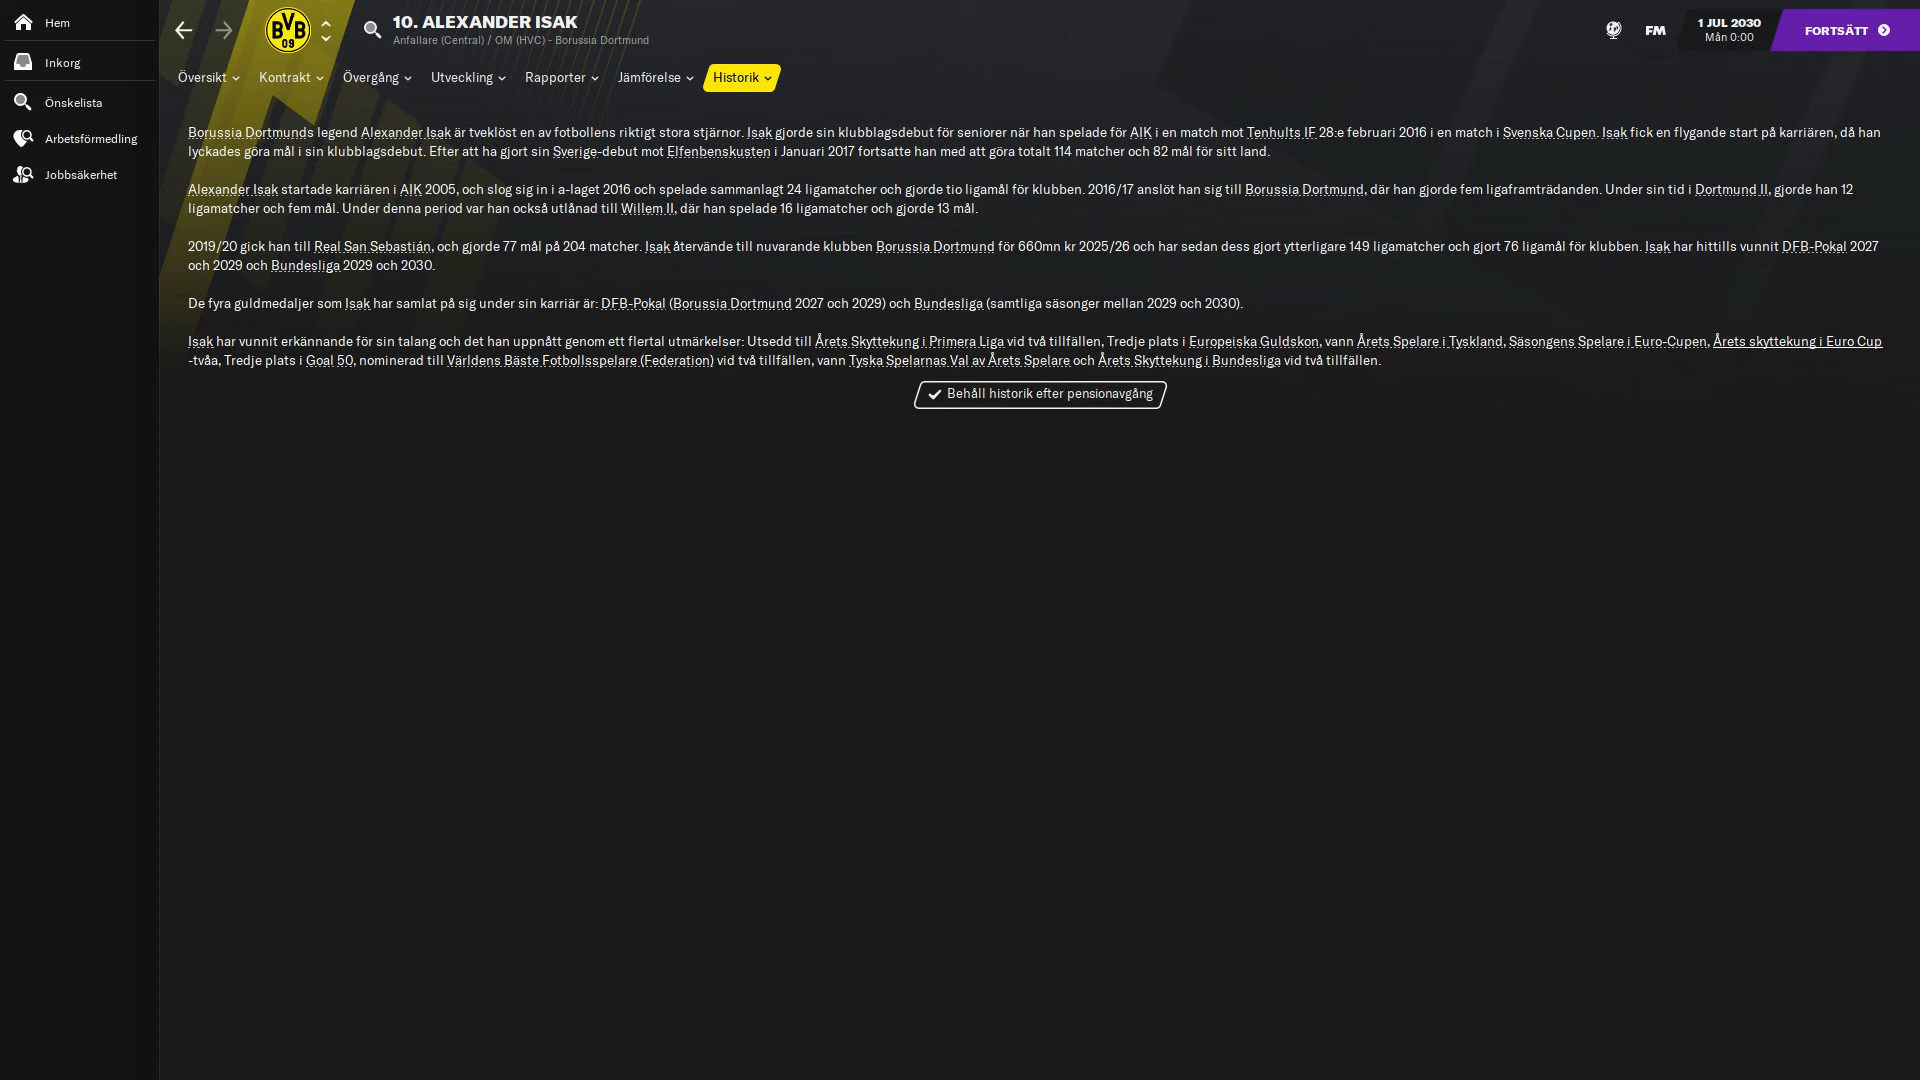 Hem
Inkorg
Önskelista
Arbetsförmedling
Jobbsäkerhet
BVB
09
10. ALEXANDER ISAK
Anfallare (Central) / OM (HVC) - Borussia Dortmund
FM
1 JUL 2030
Mån 0:00
FORTSÄTT
Översikt
Kontrakt
Övergång
Utveckling
Rapporter
Jämförelse
Historik
Borussia Dortmunds legend Alexander Isak är tveklöst en av fotbollens riktigt stora stjärnor. Isak gjorde sin klubblagsdebut för seniorer när han spelade för AIK i en match mot Tenhults IF 28:e februari 2016 i en match i Svenska Cupen. Isak fick en flygande start på karriären, då han
lyckades göra mål i sin klubblagsdebut. Efter att ha gjort sin Sverige-debut mot Elfenbenskusten i Januari 2017 fortsatte han med att göra totalt 114 matcher och 82 mål för sitt land.
Alexander Isak startade karriären i AIK 2005, och slog sig in i a-laget 2016 och spelade sammanlagt 24 ligamatcher och gjorde tio ligamål för klubben. 2016/17 anslöt han sig till Borussia Dortmund, där han gjorde fem ligaframträdanden. Under sin tid i Dortmund II, gjorde han 12
ligamatcher och fem mål. Under denna period var han också utlånad till Willem II, där han spelade 16 ligamatcher och gjorde 13 mål.
2019/20 gick han till Real San Sebastián, och gjorde 77 mål på 204 matcher. Isak återvände till nuvarande klubben Borussia Dortmund för 660mn kr 2025/26 och har sedan dess gjort ytterligare 149 ligamatcher och gjort 76 ligamål för klubben. Isak har hittills vunnit DFB-Pokal 2027
och 2029 och Bundesliga 2029 och 2030.
De fyra guldmedaljer som Isak har samlat på sig under sin karriär är: DFB-Pokal (Borussia Dortmund 2027 och 2029) och Bundesliga (samtliga säsonger mellan 2029 och 2030).
Isak har vunnit erkännande för sin talang och det han uppnått genom ett flertal utmärkelser: Utsedd till Årets Skyttekung i Primera Liga vid två tillfällen, Tredje plats i Europeiska Guldskon, vann Årets Spelare i Tyskland, Säsongens Spelare i Euro-Cupen, Årets skyttekung i Euro Cup
-tvåa, Tredje plats i Goal 50, nominerad till Världens Bäste Fotbollsspelare (Federation) vid två tillfällen, vann Tyska Spelarnas Val av Årets Spelare och Årets Skyttekung i Bundesliga vid två tillfällen.
Behåll historik efter pensionavgång